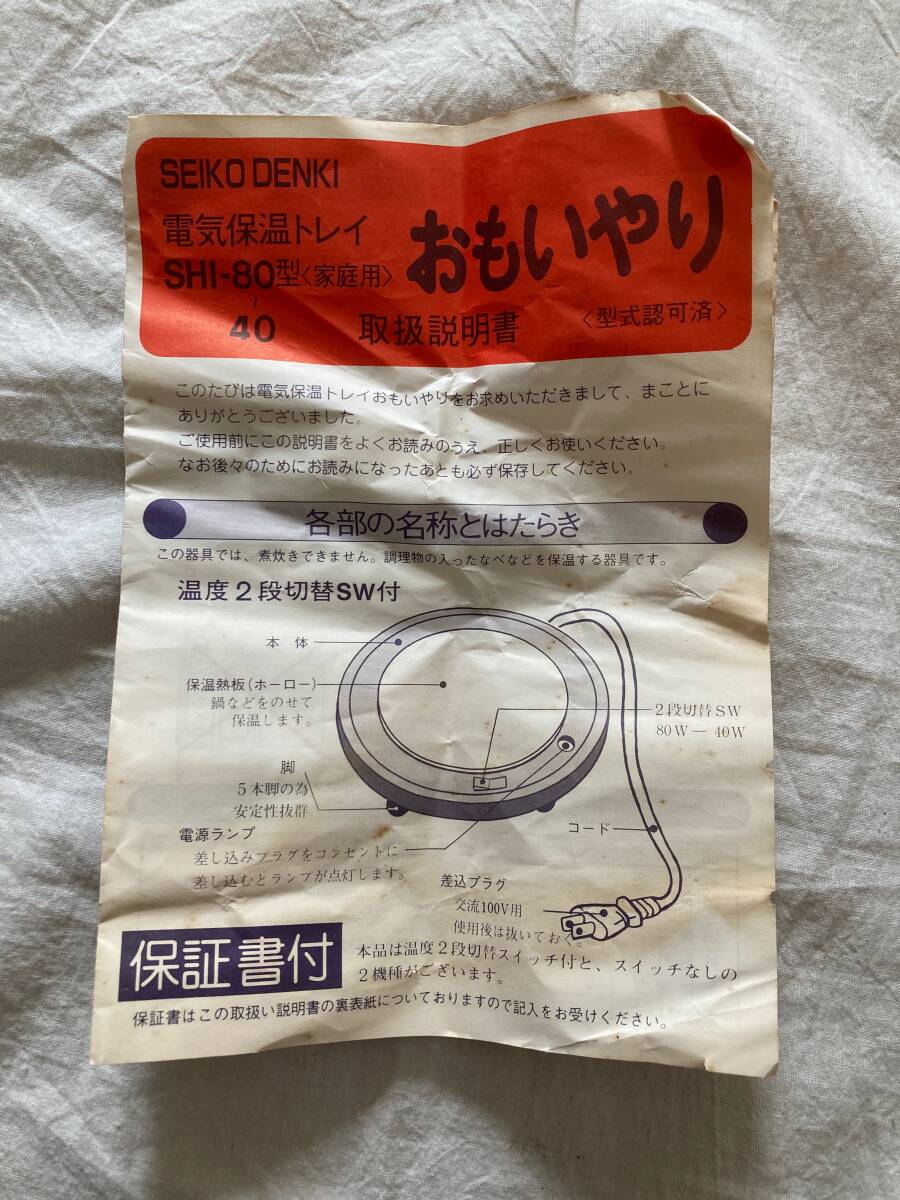 SEIKO DENKI
電気保温トレイ
SHI-80型〈家庭用〉
~
40
おもいやり
取扱説明書
〈型式認可済〉
このたびは電気保温トレイおもいやりをお求めいただきまして、まことに
ありがとうございました。
ご使用前にこの説明書をよくお読みのうえ、正しくお使いください。
なお後々のためにお読みになったあとも必ず保存してください。
各部の名称とはたらき
この器具では、煮炊きできません。調理物の入ったなべなどを保温する器具です。
温度2段切替SW付
本体
保温熱板(ホーロー)
鍋などをのせて
保温します。
2段切替SW
80W—40W
脚
5本脚の為
安定性抜群
コード
電源ランプ
差し込みプラグをコンセントに
差し込むとランプが点灯します。
差込プラグ
交流100V用
使用後は抜いておく。
保証書付
本品は温度2段切替スイッチ付と、スイッチなしの
2機種がございます。
保証書はこの取扱い説明書の裏表紙についておりますので記入をお受けください。